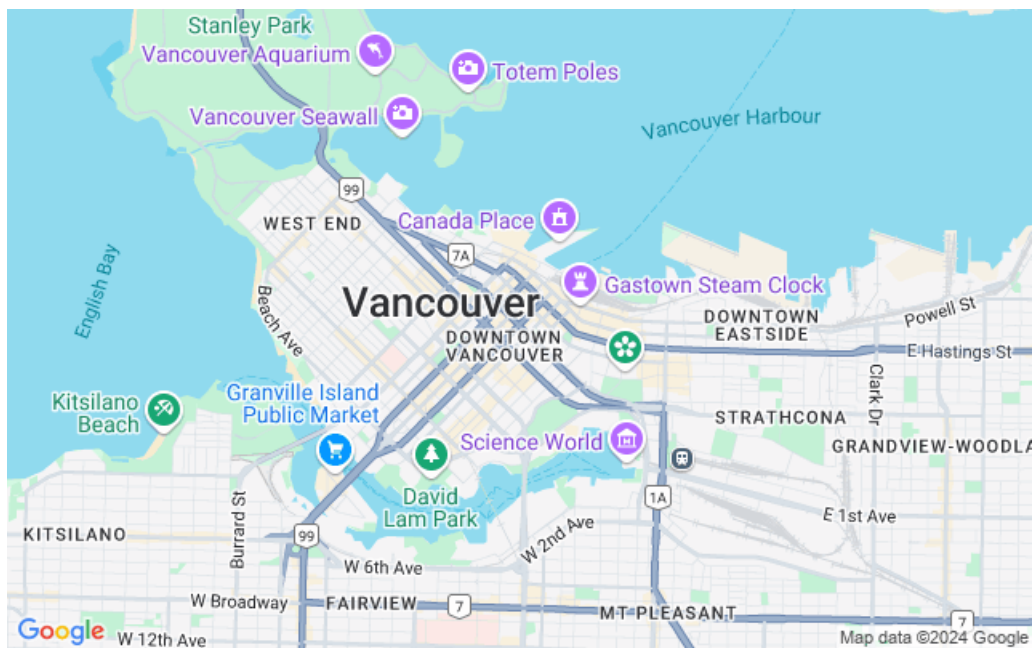 Stanley Park
Vancouver Aquarium
Totem Poles
Vancouver Seawall
Vancouver Harbour
99
WEST END
Canada Place
7A
English Bay
Gastown Steam Clock
Beach Ave
Vancouver
DOWNTOWN
EASTSIDE
Powell St
DOWNTOWN
VANCOUVER
E Hastings St
Clark Dr
Kitsilano
Beach
Granville Island
Public Market
STRATHCONA
Science World
GRANDVIEW-WOODLA
David
Lam Park
Burrard St
1A
E 1st Ave
KITSILANO
99
W 2nd Ave
W 6th Ave
W Broadway
FAIRVIEW
7
MT PLEASANT
7
Google
W 12th Ave
Map data ©2024 Google